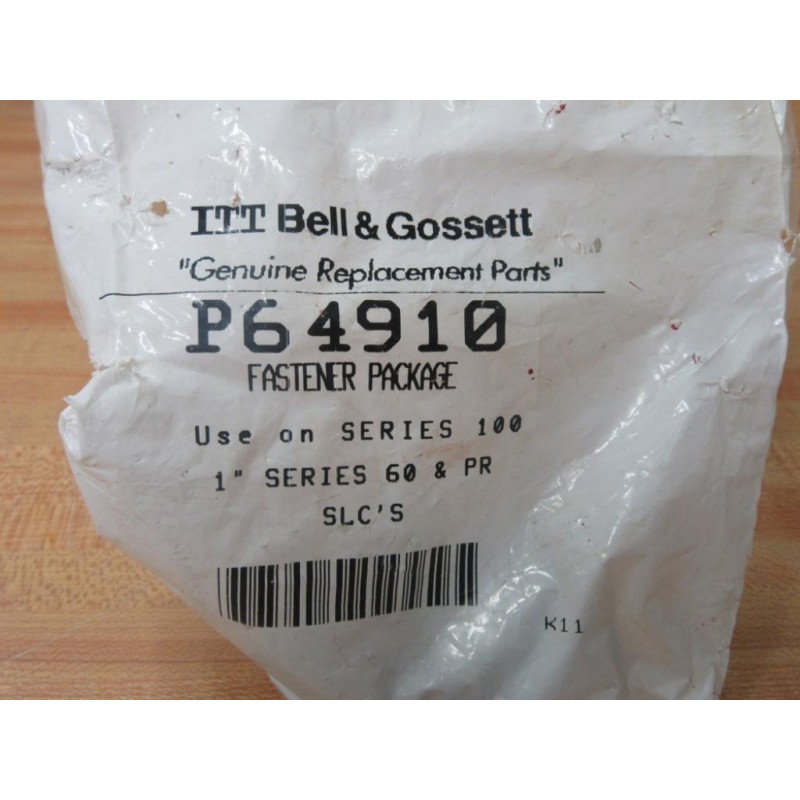 ITT Bell & Gossett
"Genuine Replacement Parts"
P64910
FASTENER PACKAGE
Use on SERIES 100
1" SERIES 60 & PR
SLC'S
K11